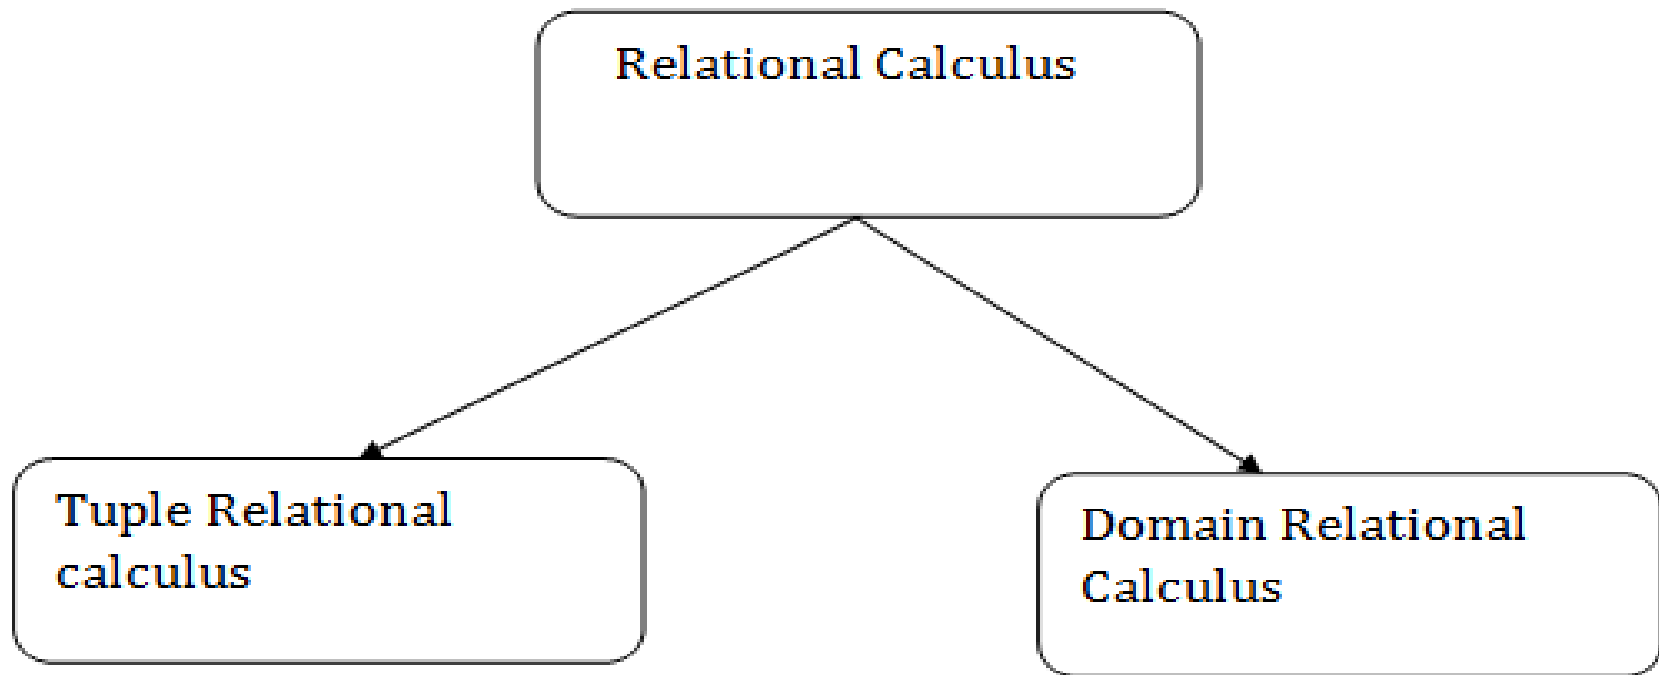 Relational Calculus
Tuple Relational
calculus
Domain Relational
Calculus